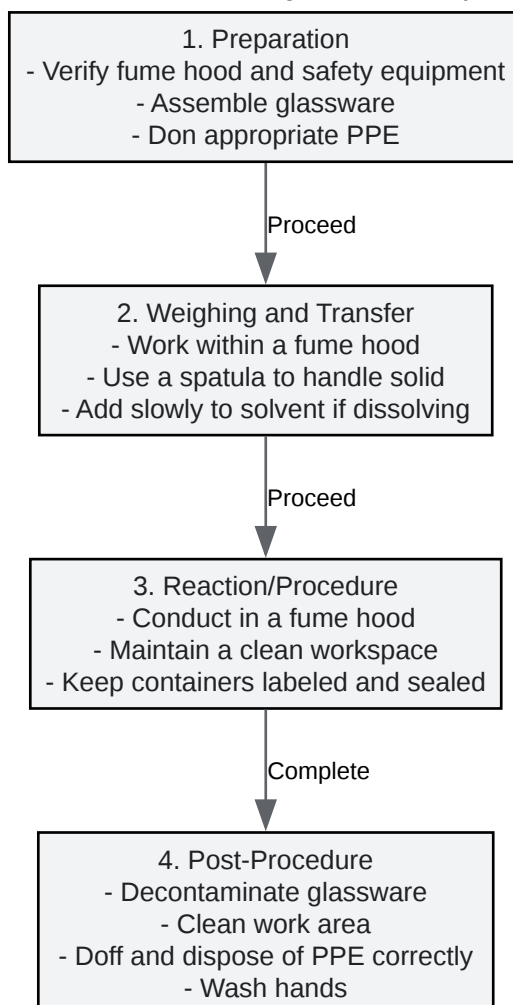 1. Preparation
- Verify fume hood and safety equipment
- Assemble glassware
- Don appropriate PPE
Proceed
2. Weighing and Transfer
- Work within a fume hood
- Use a spatula to handle solid
- Add slowly to solvent if dissolving
Proceed
3. Reaction/Procedure
- Conduct in a fume hood
- Maintain a clean workspace
- Keep containers labeled and sealed
Complete
4. Post-Procedure
- Decontaminate glassware
- Clean work area
- Doff and dispose of PPE correctly
- Wash hands